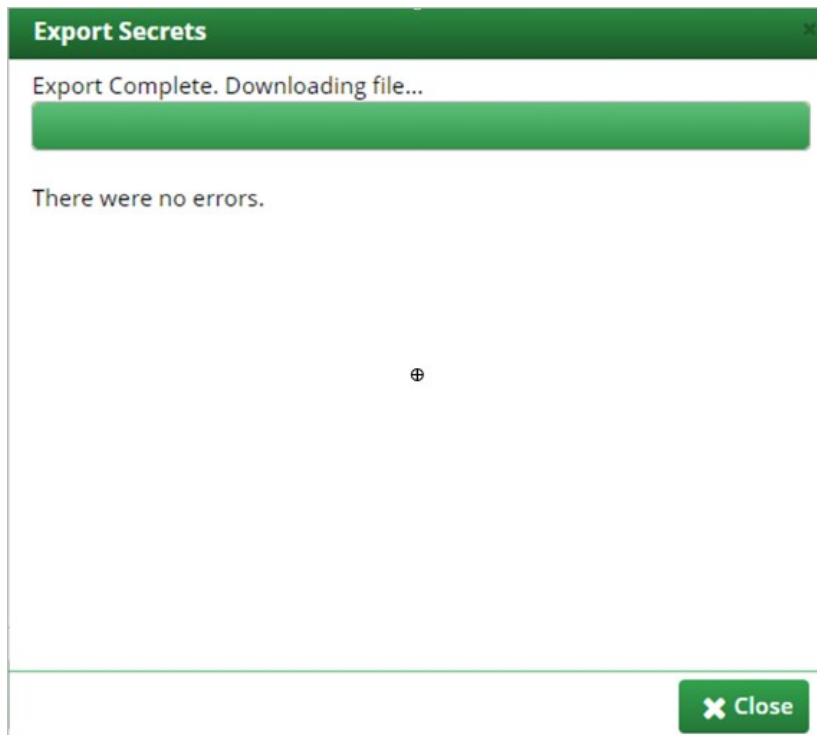 Export Secrets
Export Complete. Downloading file...
There were no errors.
Close